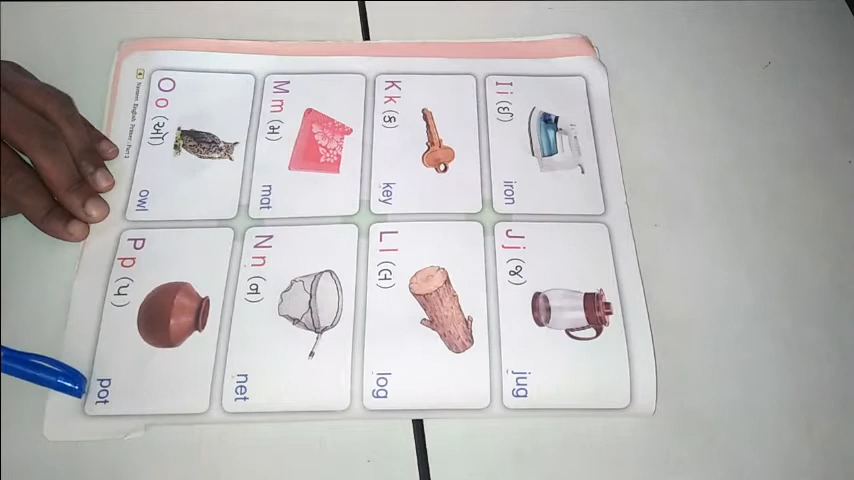 I i (ઈ)
iron
J j (જ)
jug
K k (ક)
key
L l (લ)
log
M m (મ)
mat
N n (ન)
net
O o (ઓ)
owl
P p (પ)
pot